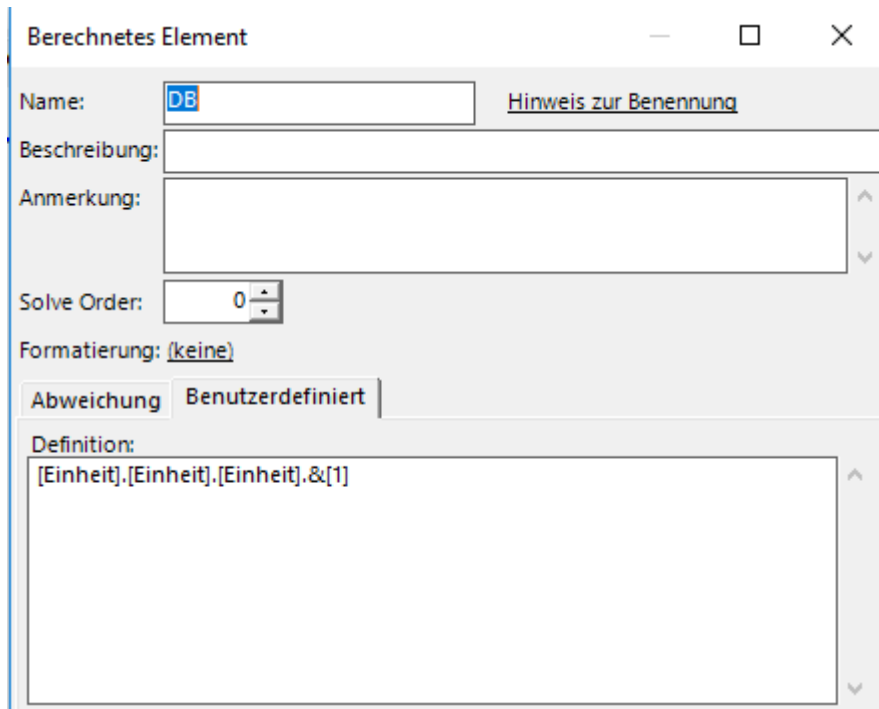 Berechnetes Element
Name: DB Hinweis zur Benennung
Beschreibung:
Anmerkung:
Solve Order: 0
Formatierung: (keine)
Abweichung Benutzerdefiniert
Definition:
[Einheit].[Einheit].[Einheit].&[1]